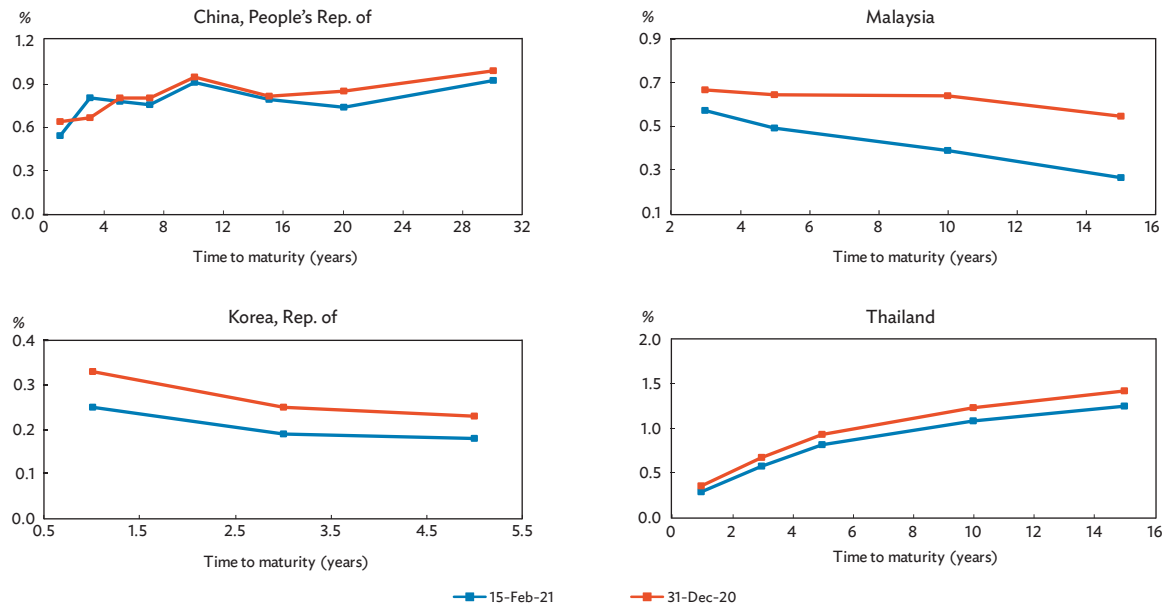 China, People's Rep. of
%
1.2
0.9
0.6
0.3
0.0
0 4 8 12 16 20 24 28 32
Time to maturity (years)
Malaysia
%
0.9
0.7
0.5
0.3
0.1
2 4 6 8 10 12 14 16
Time to maturity (years)
Korea, Rep. of
%
0.4
0.3
0.2
0.1
0.0
0.5 1.5 2.5 3.5 4.5 5.5
Time to maturity (years)
Thailand
%
2.0
1.5
1.0
0.5
0.0
0 2 4 6 8 10 12 14 16
Time to maturity (years)
15-Feb-21 31-Dec-20